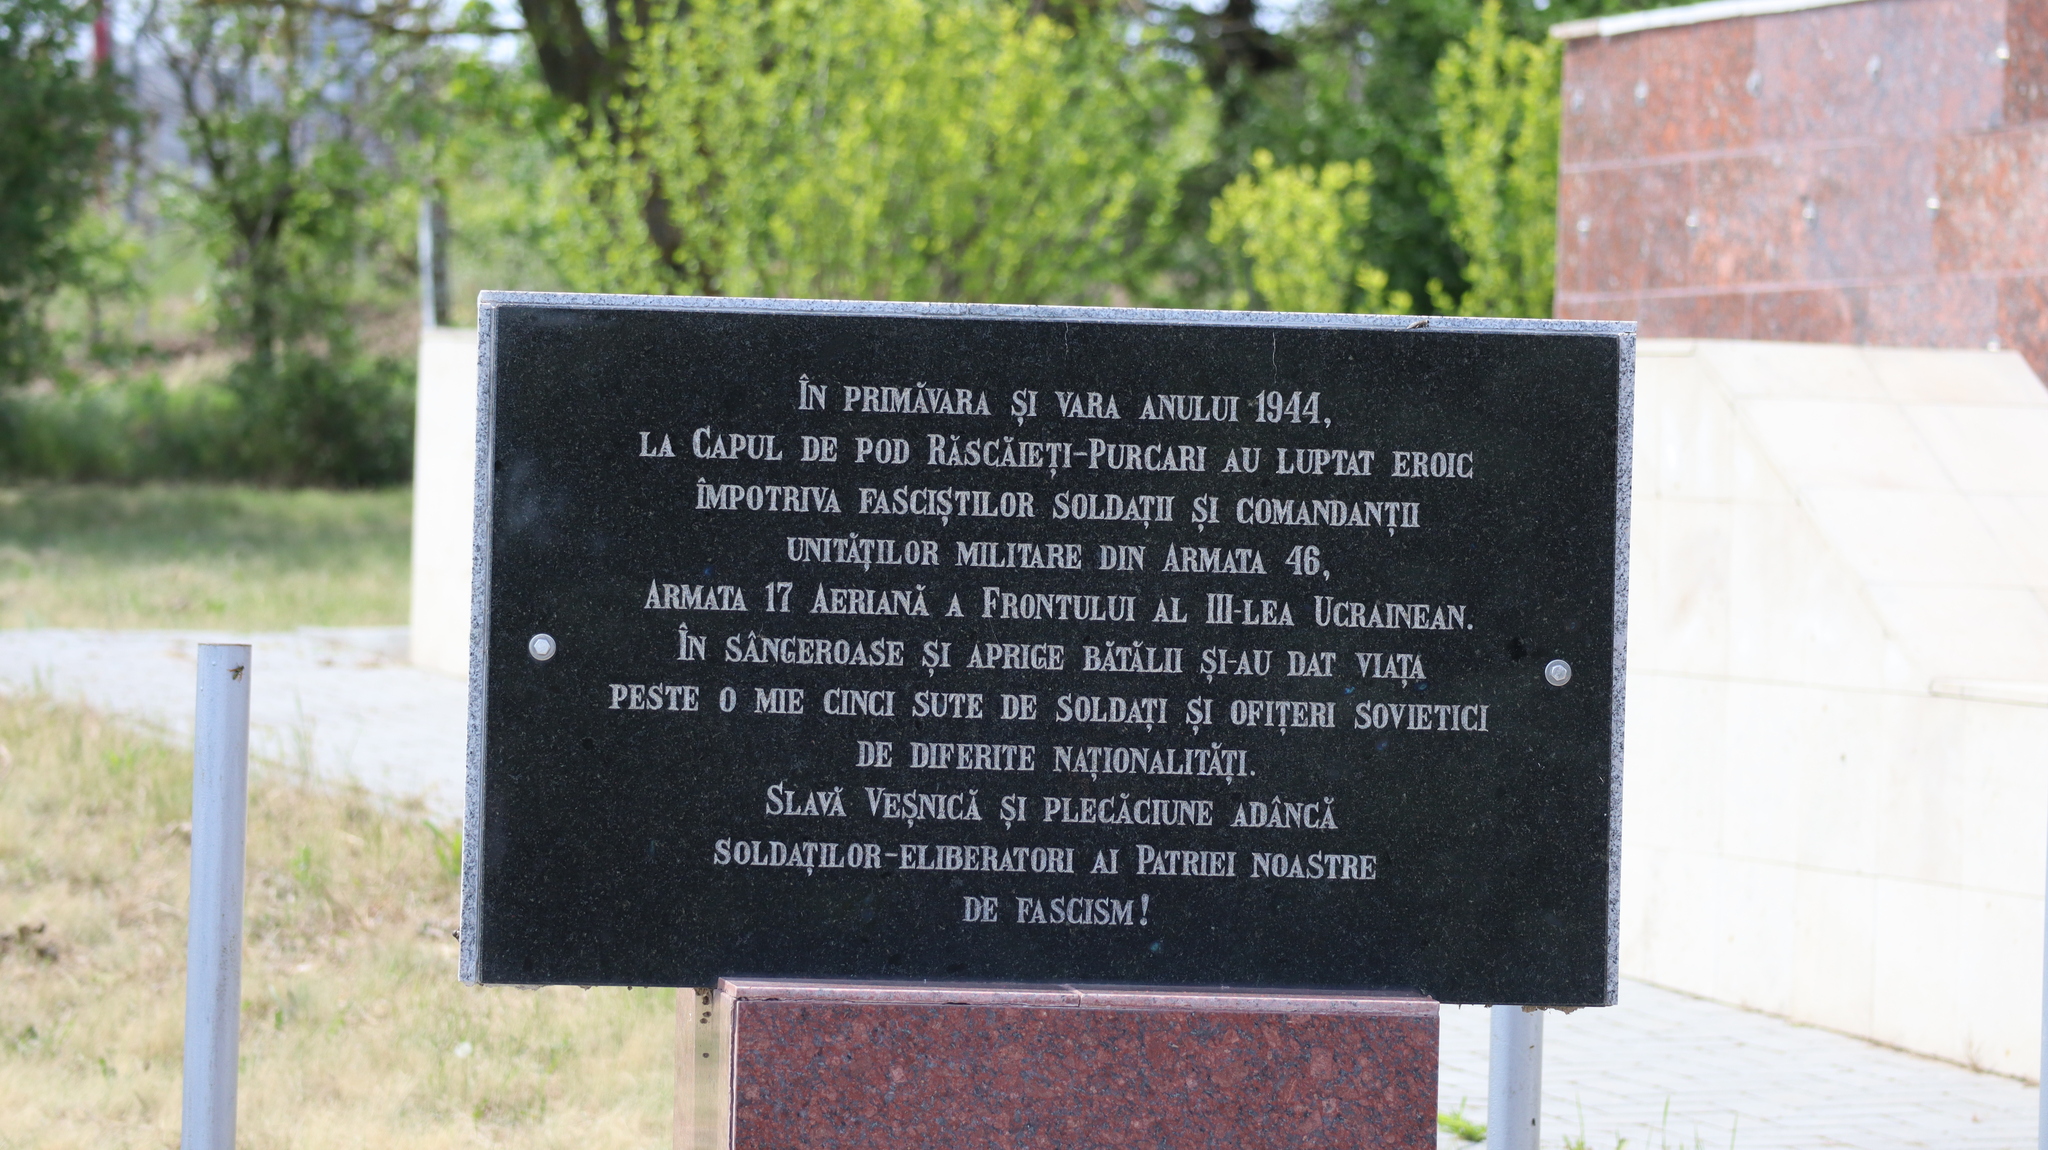 În primăvara și vara anului 1944,
la Capul de pod Răscăieți-Purcari au luptat eroic
împotriva fasciștilor soldații și comandanții
unităților militare din Armata 46,
Armata 17 Aeriană a Frontului al III-lea Ucrainean.
În sângeroase și aprige bătălii și-au dat viața
peste o mie cinci sute de soldați și ofițeri sovietici
de diferite naționalități.
Slavă Veșnică și plecăciune adâncă
soldaților-eliberatori ai Patriei noastre
de fascism!